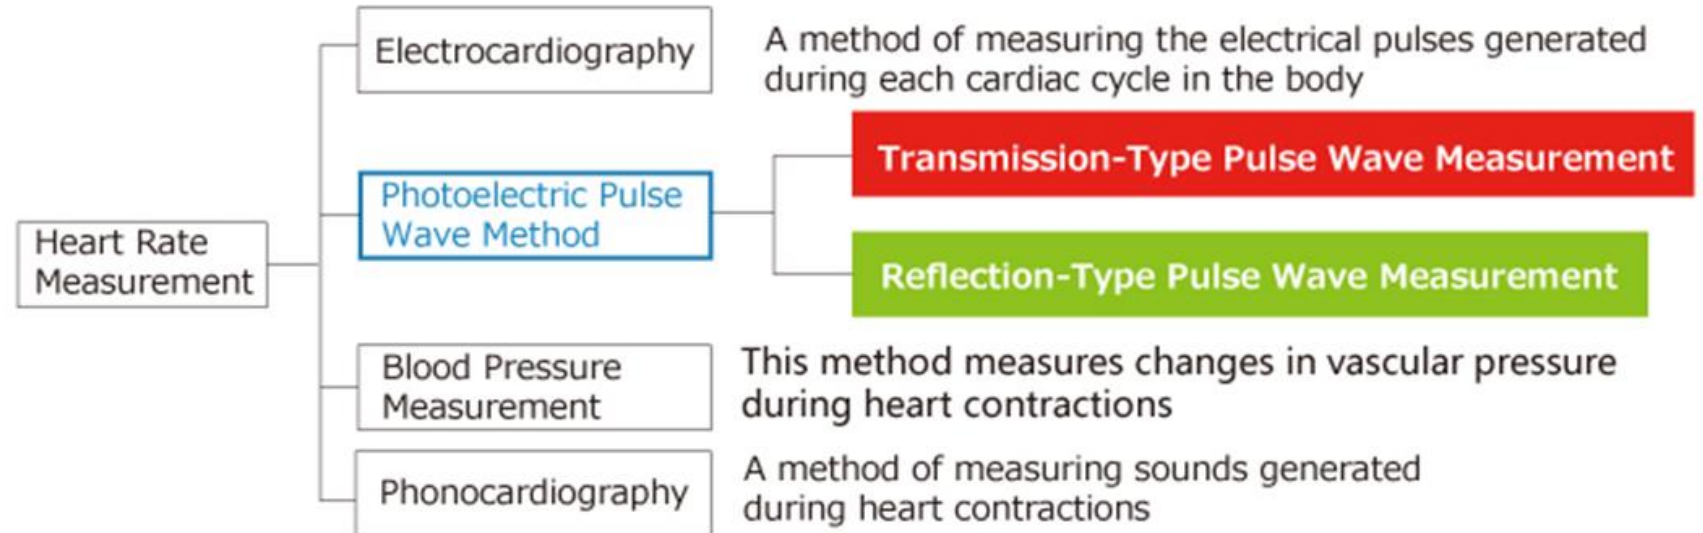 Electrocardiography
A method of measuring the electrical pulses generated
during each cardiac cycle in the body
Transmission-Type Pulse Wave Measurement
Photoelectric Pulse
Wave Method
Heart Rate
Measurement
Reflection-Type Pulse Wave Measurement
Blood Pressure
Measurement
This method measures changes in vascular pressure
during heart contractions
Phonocardiography
A method of measuring sounds generated
during heart contractions